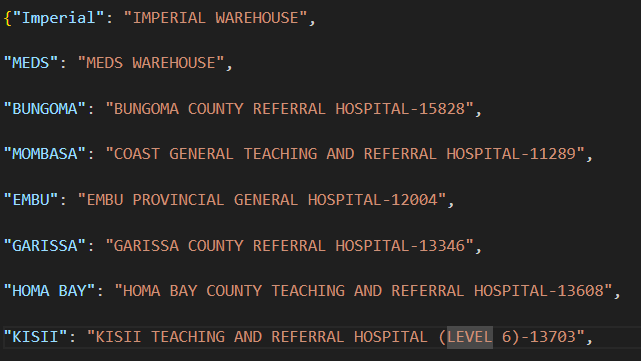 {"Imperial": "IMPERIAL WAREHOUSE",
"MEDS": "MEDS WAREHOUSE",
"BUNGOMA": "BUNGOMA COUNTY REFERRAL HOSPITAL-15828",
"MOMBASA": "COAST GENERAL TEACHING AND REFERRAL HOSPITAL-11289",
"EMBU": "EMBU PROVINCIAL GENERAL HOSPITAL-12004",
"GARISSA": "GARISSA COUNTY REFERRAL HOSPITAL-13346",
"HOMA BAY": "HOMA BAY COUNTY TEACHING AND REFERRAL HOSPITAL-13608",
"KISII": "KISII TEACHING AND REFERRAL HOSPITAL (LEVEL 6)-13703",